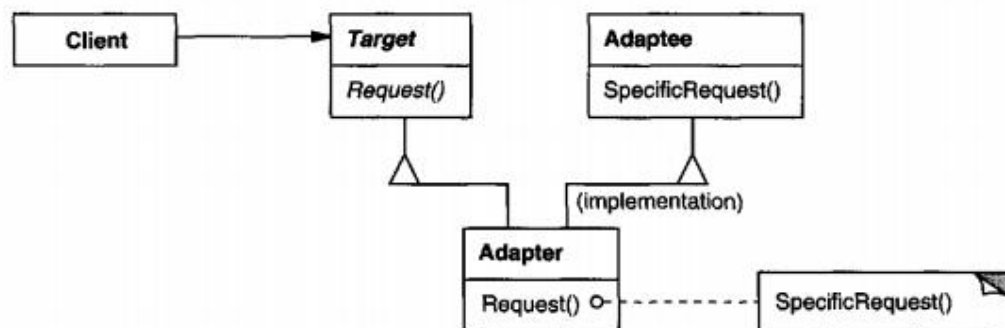 Client
Target
Request()
Adaptee
SpecificRequest()
(implementation)
Adapter
Request()
SpecificRequest()